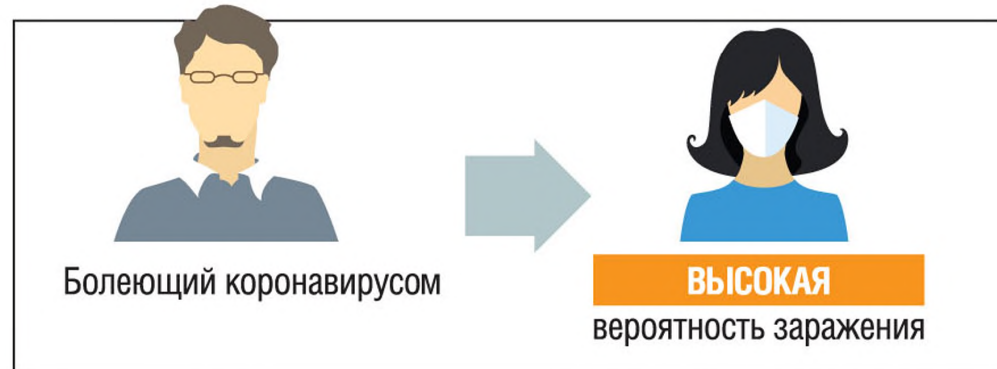 Болеющий коронавирусом
ВЫСОКАЯ
вероятность заражения